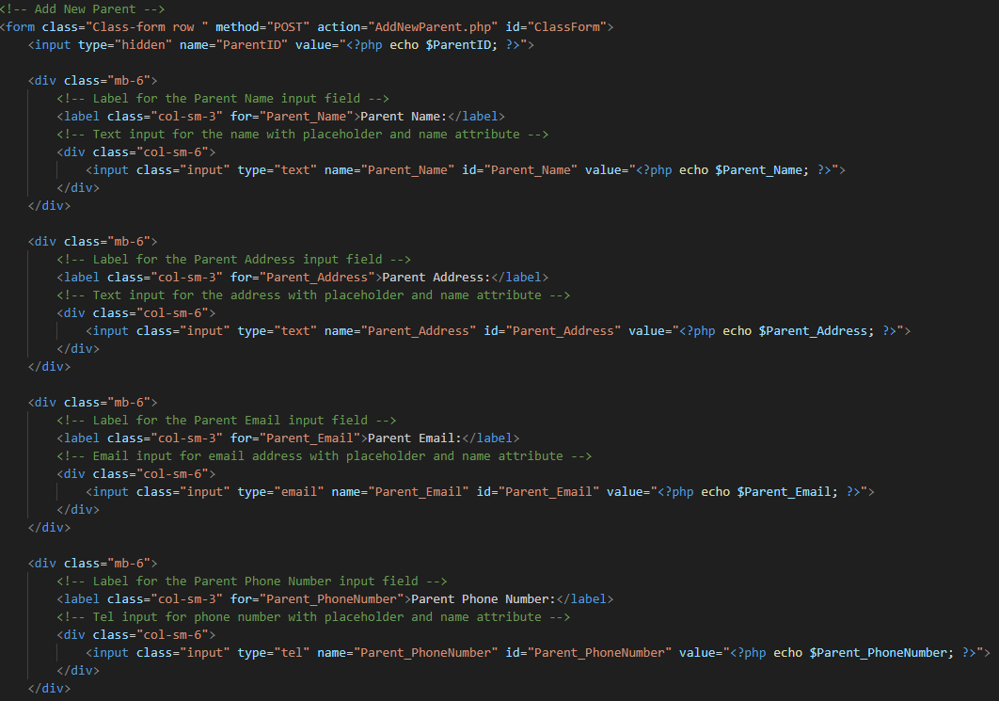 <!-- Add New Parent -->
<form class="Class-form row " method="POST" action="AddNewParent.php" id="ClassForm">
    <input type="hidden" name="ParentID" value="<?php echo $ParentID; ?>">

    <div class="mb-6">
        <!-- Label for the Parent Name input field -->
        <label class="col-sm-3" for="Parent_Name">Parent Name:</label>
        <!-- Text input for the name with placeholder and name attribute -->
        <div class="col-sm-6">
            <input class="input" type="text" name="Parent_Name" id="Parent_Name" value="<?php echo $Parent_Name; ?>">
        </div>
    </div>

    <div class="mb-6">
        <!-- Label for the Parent Address input field -->
        <label class="col-sm-3" for="Parent_Address">Parent Address:</label>
        <!-- Text input for the address with placeholder and name attribute -->
        <div class="col-sm-6">
            <input class="input" type="text" name="Parent_Address" id="Parent_Address" value="<?php echo $Parent_Address; ?>">
        </div>
    </div>

    <div class="mb-6">
        <!-- Label for the Parent Email input field -->
        <label class="col-sm-3" for="Parent_Email">Parent Email:</label>
        <!-- Email input for email address with placeholder and name attribute -->
        <div class="col-sm-6">
            <input class="input" type="email" name="Parent_Email" id="Parent_Email" value="<?php echo $Parent_Email; ?>">
        </div>
    </div>

    <div class="mb-6">
        <!-- Label for the Parent Phone Number input field -->
        <label class="col-sm-3" for="Parent_PhoneNumber">Parent Phone Number:</label>
        <!-- Tel input for phone number with placeholder and name attribute -->
        <div class="col-sm-6">
            <input class="input" type="tel" name="Parent_PhoneNumber" id="Parent_PhoneNumber" value="<?php echo $Parent_PhoneNumber; ?>">
        </div>
    </div>